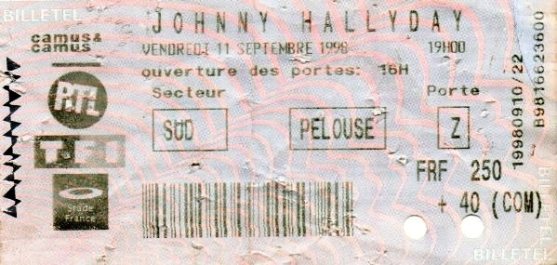 BILLETEL
JOHNNY HALLYDAY
camus&
camus
VENDREDI 11 SEPTEMBRE 1998 19H00
ouverture des portes: 16H
Secteur Porte
RTL
SUD PELOUSE Z
TF1
FRF 250
+ 40 (COM)
Stade
France
19980910/22
B9816623600
BILLETEL